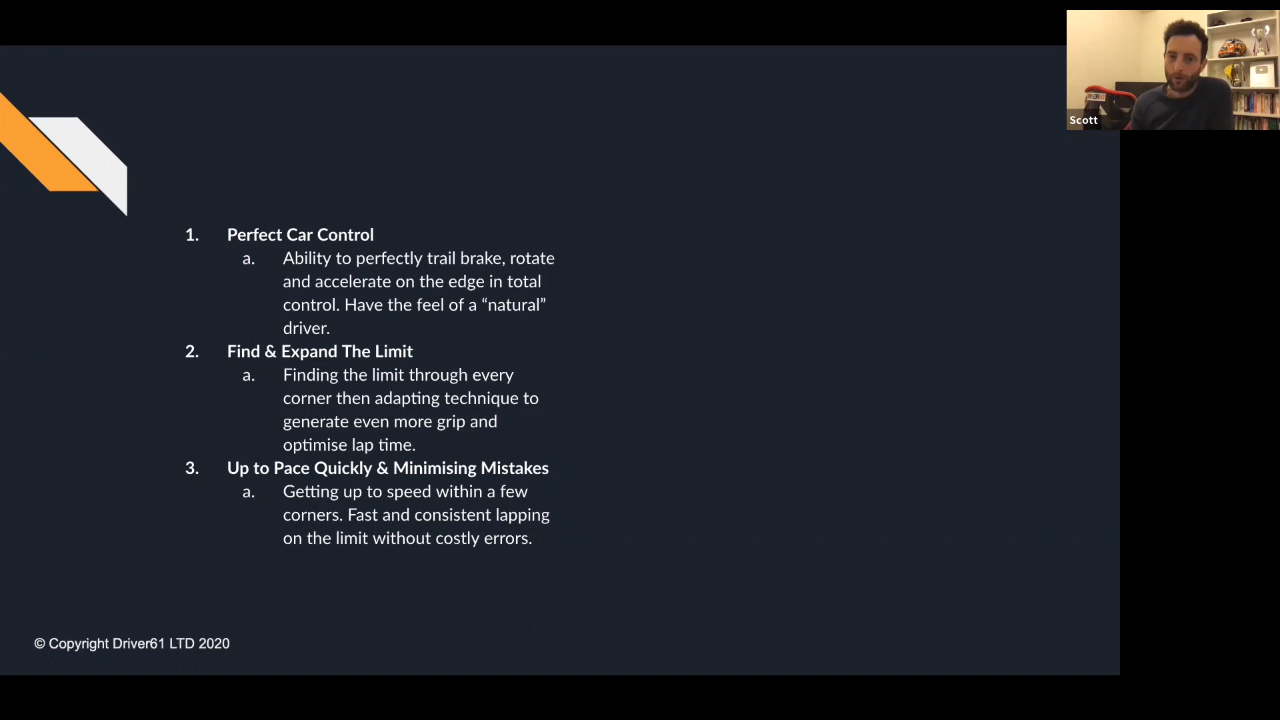 Scott
1. Perfect Car Control
a. Ability to perfectly trail brake, rotate
and accelerate on the edge in total
control. Have the feel of a “natural”
driver.
2. Find & Expand The Limit
a. Finding the limit through every
corner then adapting technique to
generate even more grip and
optimise lap time.
3. Up to Pace Quickly & Minimising Mistakes
a. Getting up to speed within a few
corners. Fast and consistent lapping
on the limit without costly errors.
© Copyright Driver61 LTD 2020